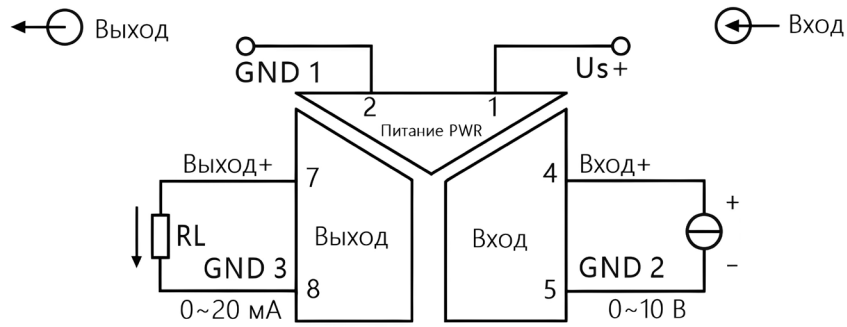 Выход
Вход
GND 1
Us+
2
1
Питание PWR
Выход+
7
4
Вход+
+
RL
Выход
Вход
GND 3
8
5
GND 2
−
0~20 мА
0~10 В